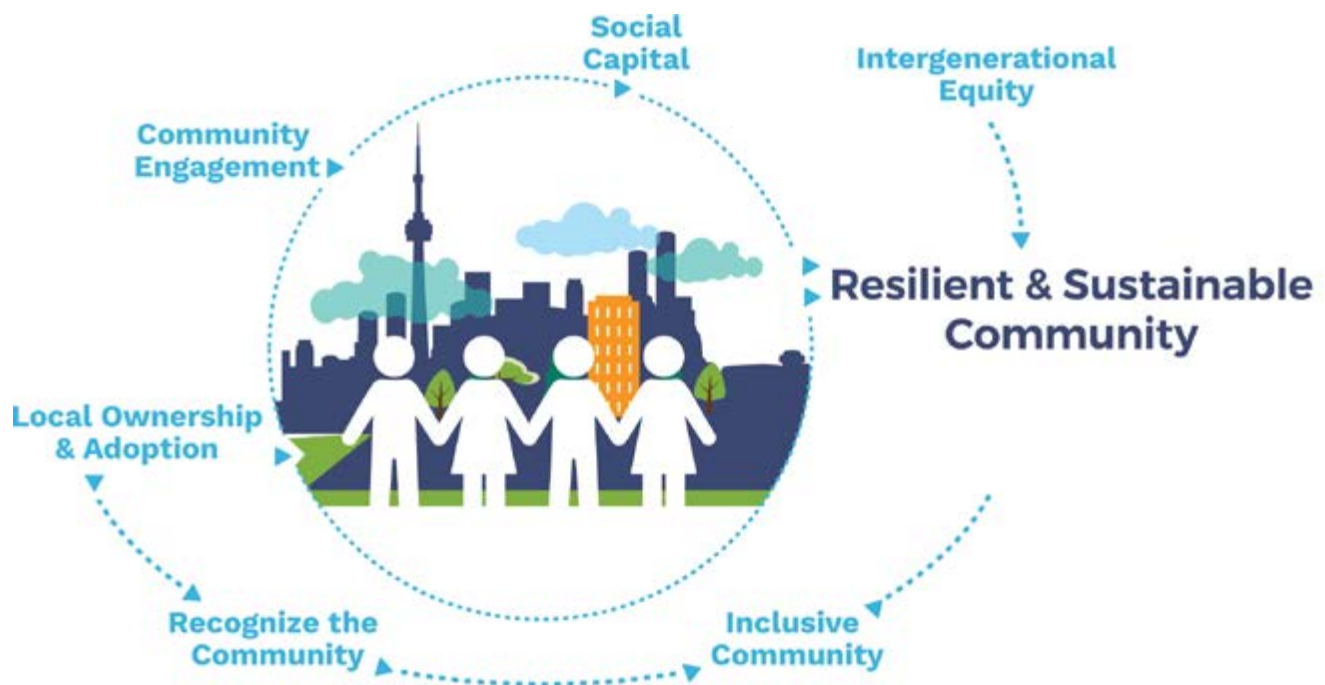 Social
Capital
Intergenerational
Equity
Community
Engagement
Resilient & Sustainable
Community
Local Ownership
& Adoption
Recognize the
Community
Inclusive
Community